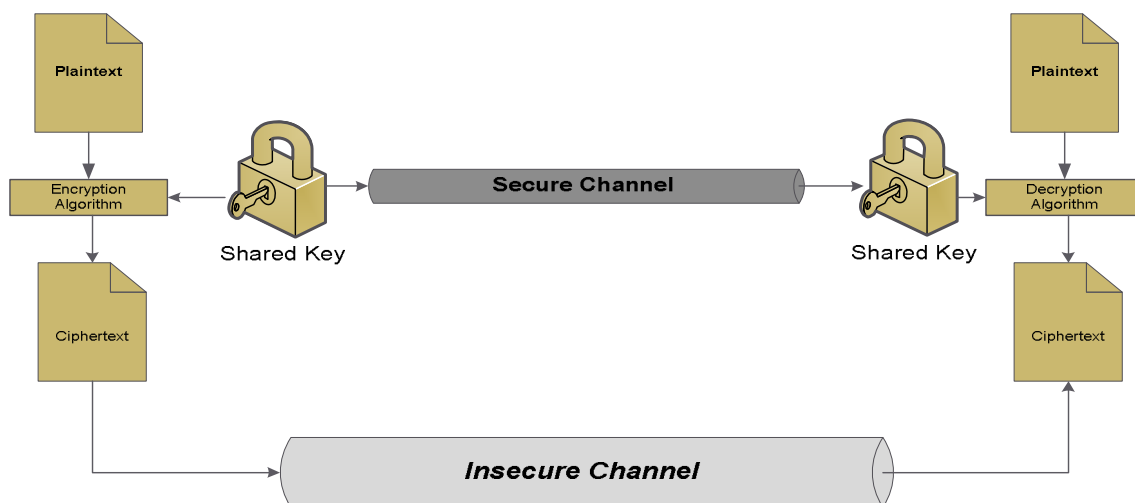 Plaintext
Plaintext
Encryption
Algorithm
Secure Channel
Decryption
Algorithm
Shared Key
Shared Key
Ciphertext
Ciphertext
Insecure Channel